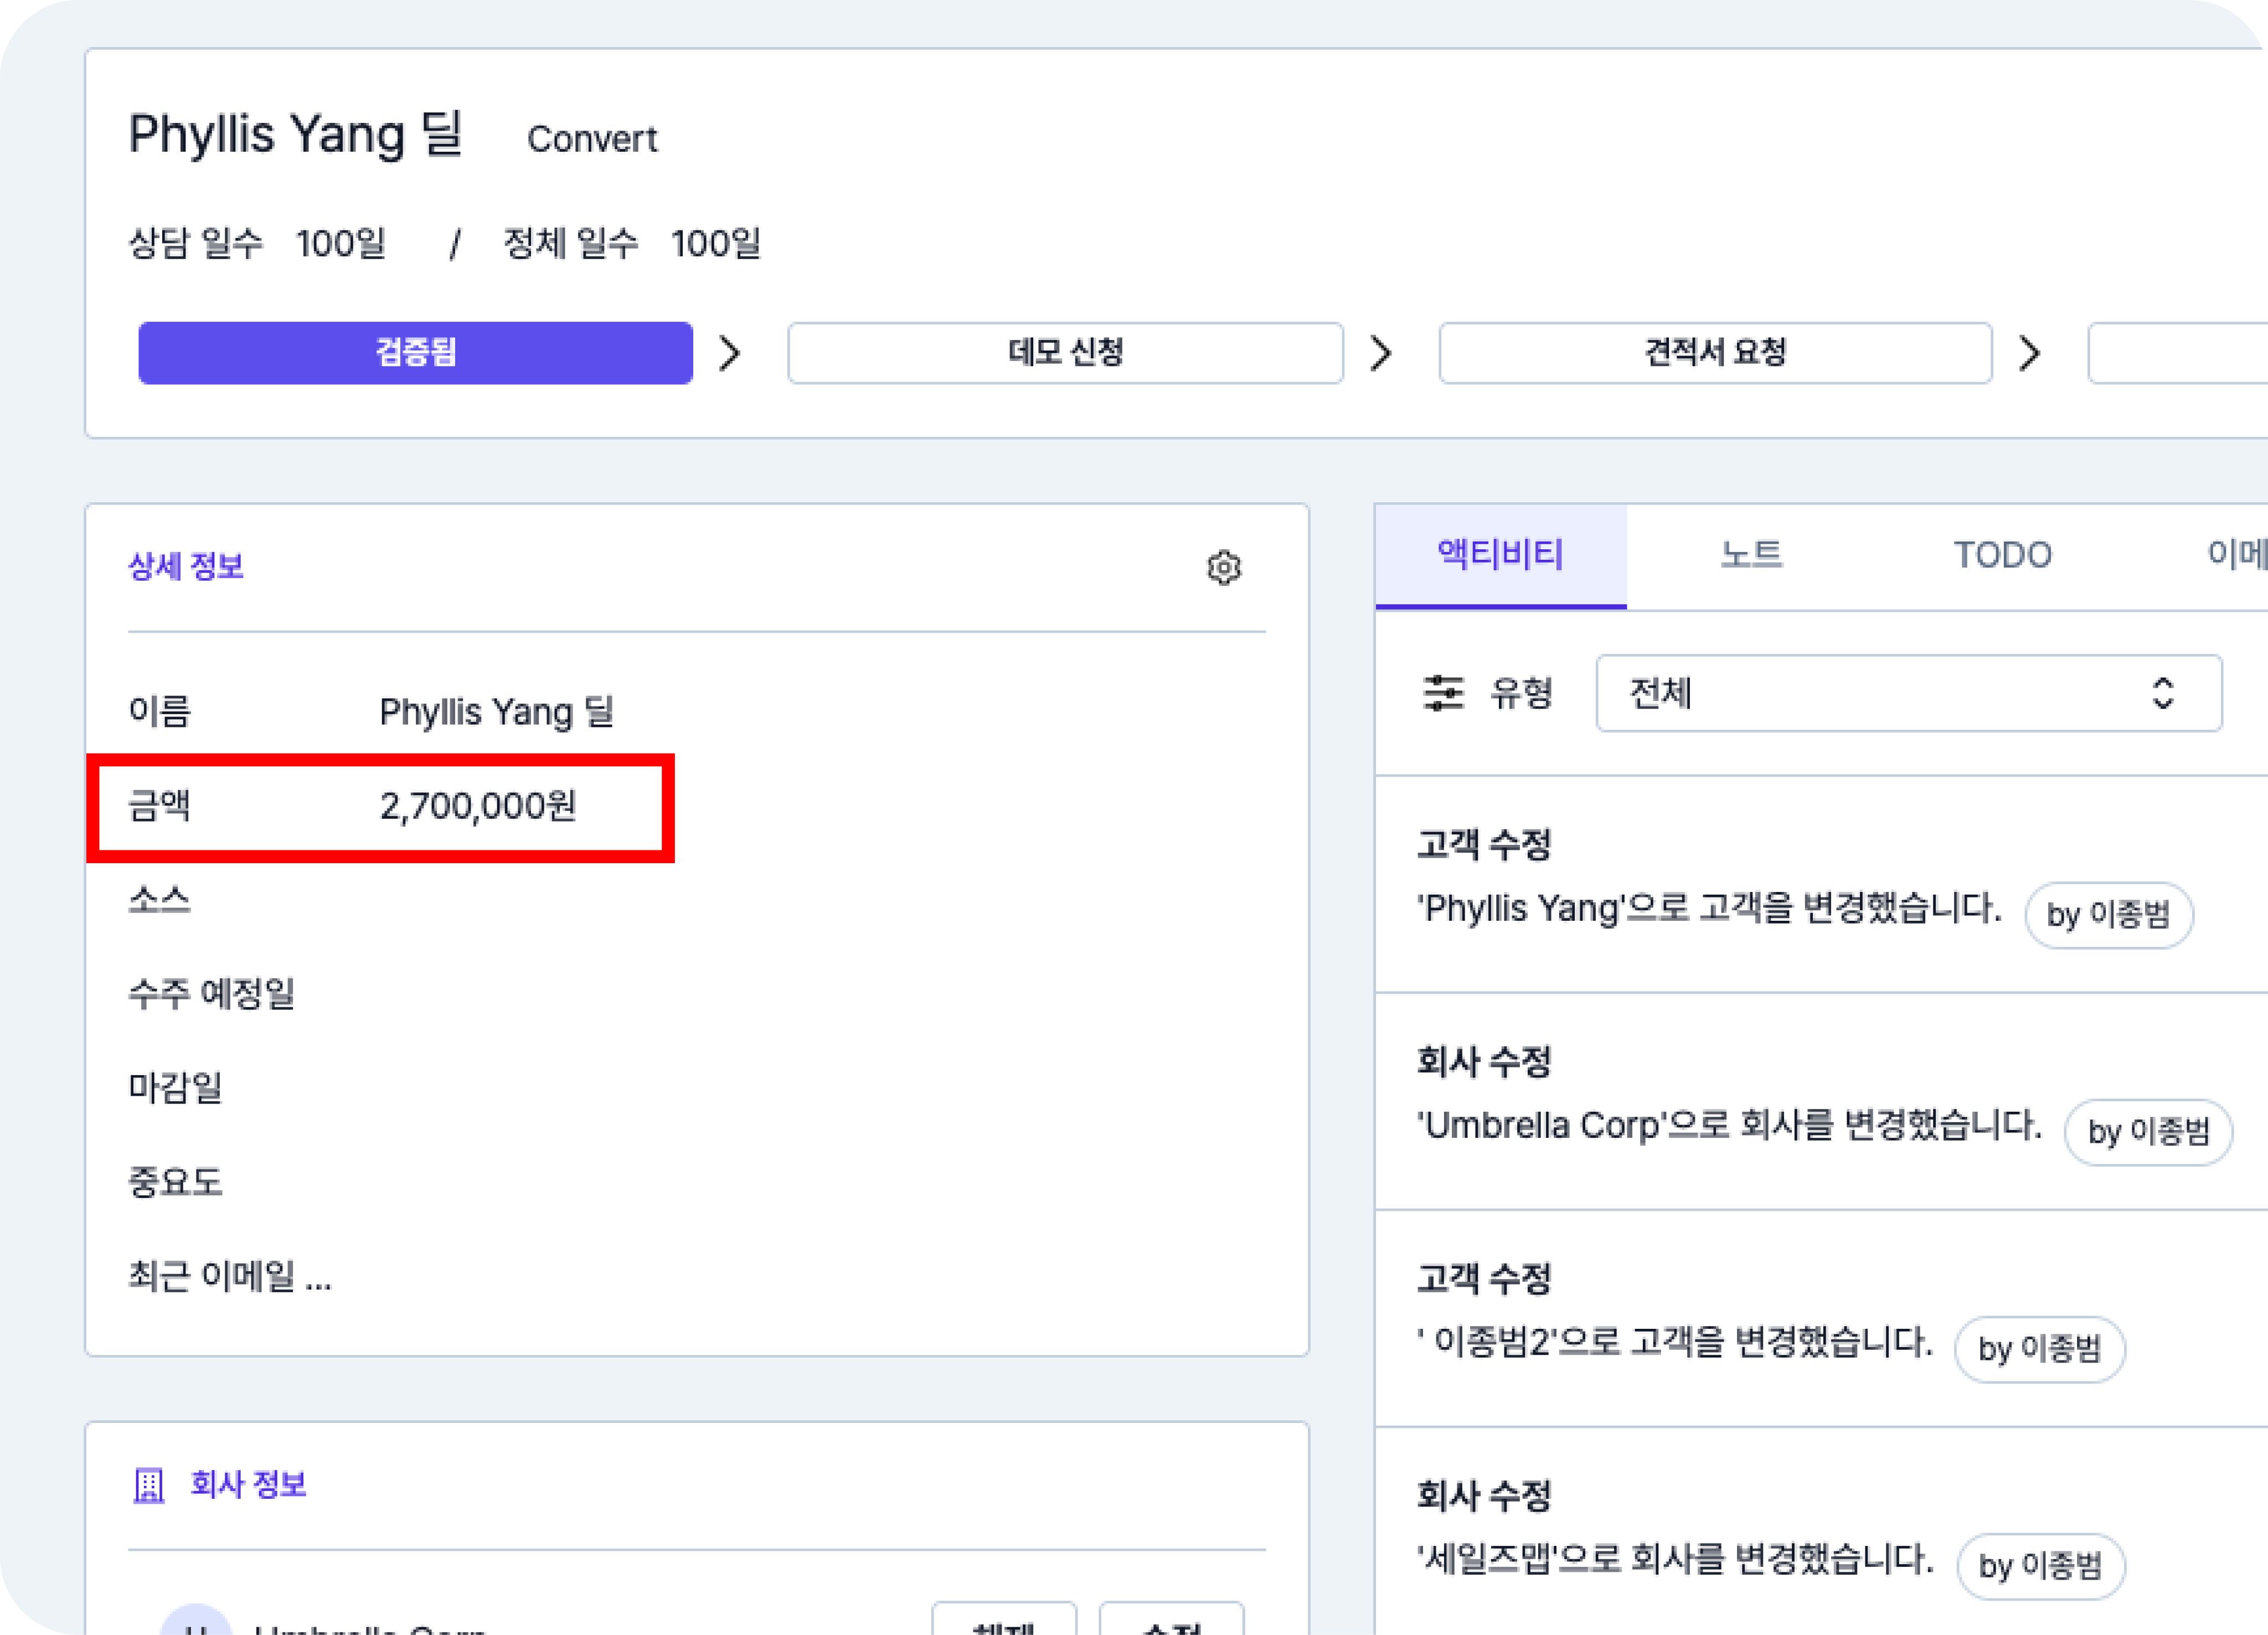 Phyllis Yang 딜 Convert
상담 일수 100일 / 정체 일수 100일
검증됨 > 데모 신청 > 견적서 요청 >
상세 정보
이름 Phyllis Yang 딜
금액 2,700,000원
소스
수주 예정일
마감일
중요도
최근 이메일 ...
회사 정보
Umbrella Corp
해제 수정
액티비티 노트 TODO 이메
유형 전체
고객 수정
'Phyllis Yang'으로 고객을 변경했습니다. by 이종범
회사 수정
'Umbrella Corp'으로 회사를 변경했습니다. by 이종범
고객 수정
' 이종범2'으로 고객을 변경했습니다. by 이종범
회사 수정
'세일즈맵'으로 회사를 변경했습니다. by 이종범